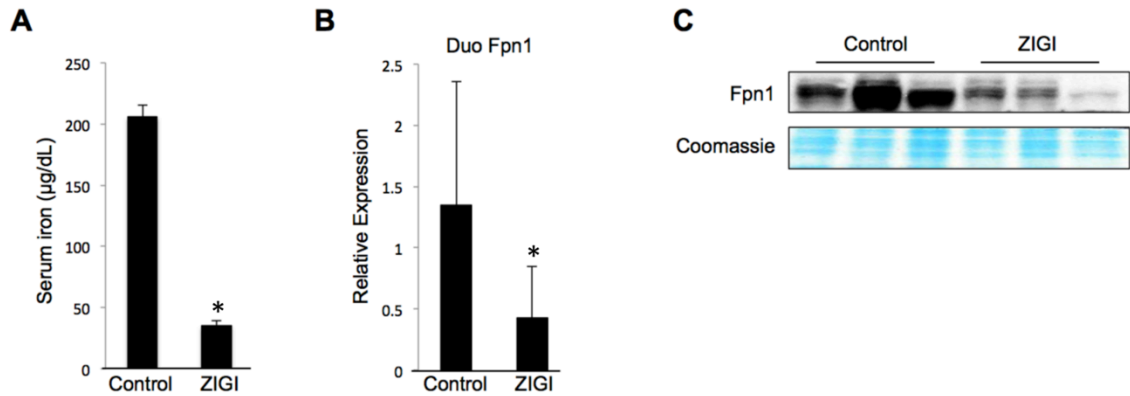 A
Serum iron (µg/dL)
250
200
150
100
50
0
*
Control
ZIGI
B
Duo Fpn1
Relative Expression
2.5
2
1.5
1
0.5
0
*
Control
ZIGI
C
Control
ZIGI
Fpn1
Coomassie